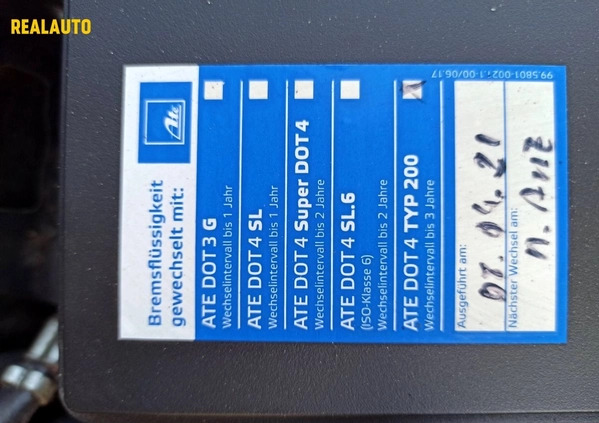 REALAUTO
99.SB01-0027.1-00/06.17
Ate
Bremsflüssigkeit
gewechselt mit:
ATE DOT 3 G
Wechselintervall bis 1 Jahr
ATE DOT 4 SL
Wechselintervall bis 1 Jahr
ATE DOT 4 Super DOT 4
Wechselintervall bis 2 Jahre
ATE DOT 4 SL.6
(ISO-Klasse 6)
Wechselintervall bis 2 Jahre
ATE DOT 4 TYP 200
Wechselintervall bis 3 Jahre
Ausgeführt am:
07.04.21
Nächster Wechsel am: